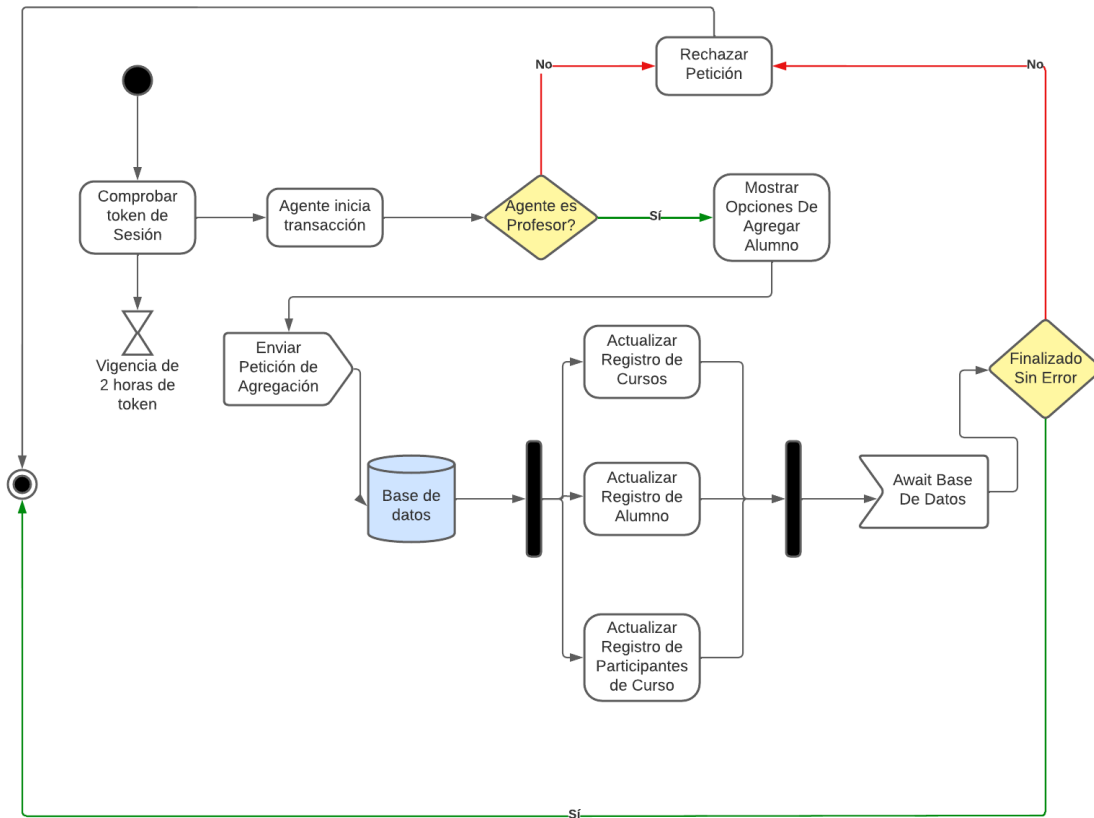 Rechazar
Petición
No
No
Comprobar
token de
Sesión
Agente inicia
transacción
Agente es
Profesor?
Sí
Mostrar
Opciones De
Agregar
Alumno
Vigencia de
2 horas de
token
Enviar
Petición de
Agregación
Actualizar
Registro de
Cursos
Finalizado
Sin Error
Base de
datos
Actualizar
Registro de
Alumno
Await Base
De Datos
Actualizar
Registro de
Participantes
de Curso
Sí